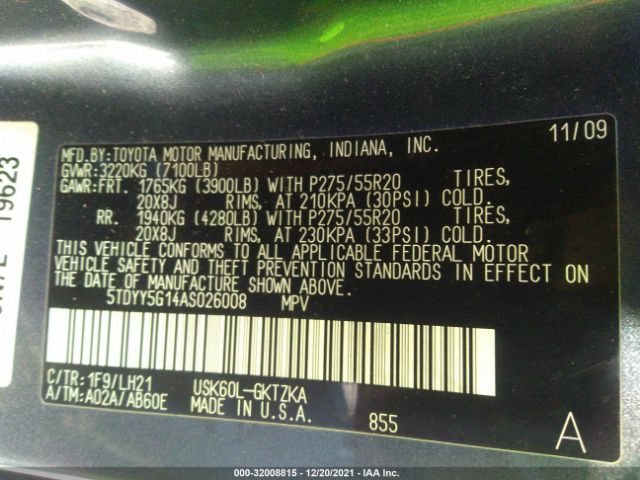 11/09
MFD.BY:TOYOTA MOTOR MANUFACTURING, INDIANA, INC.
GVWR:3220KG (7100LB)
GAWR:FRT. 1765KG (3900LB) WITH P275/55R20 TIRES,
20X8J RIMS, AT 210KPA (30PSI) COLD.
RR. 1940KG (4280LB) WITH P275/55R20 TIRES,
20X8J RIMS, AT 230KPA (33PSI) COLD.
THIS VEHICLE CONFORMS TO ALL APPLICABLE FEDERAL MOTOR
VEHICLE SAFETY AND THEFT PREVENTION STANDARDS IN EFFECT ON
THE DATE OF MANUFACTURE SHOWN ABOVE.
5TDYY5G14AS026008 MPV
C/TR:1F9/LH21 USK60L-GKTZKA
A/TM:A02A/AB60E MADE IN U.S.A. 855 A
19623
000-32008815 - 12/20/2021 - IAA Inc.